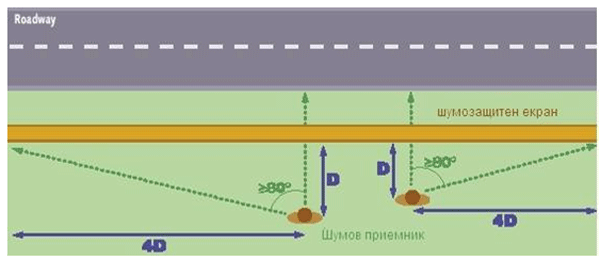 Roadway
шумозащитен екран
D
D
≥80°
≥80°
4D
Шумов приемник
4D